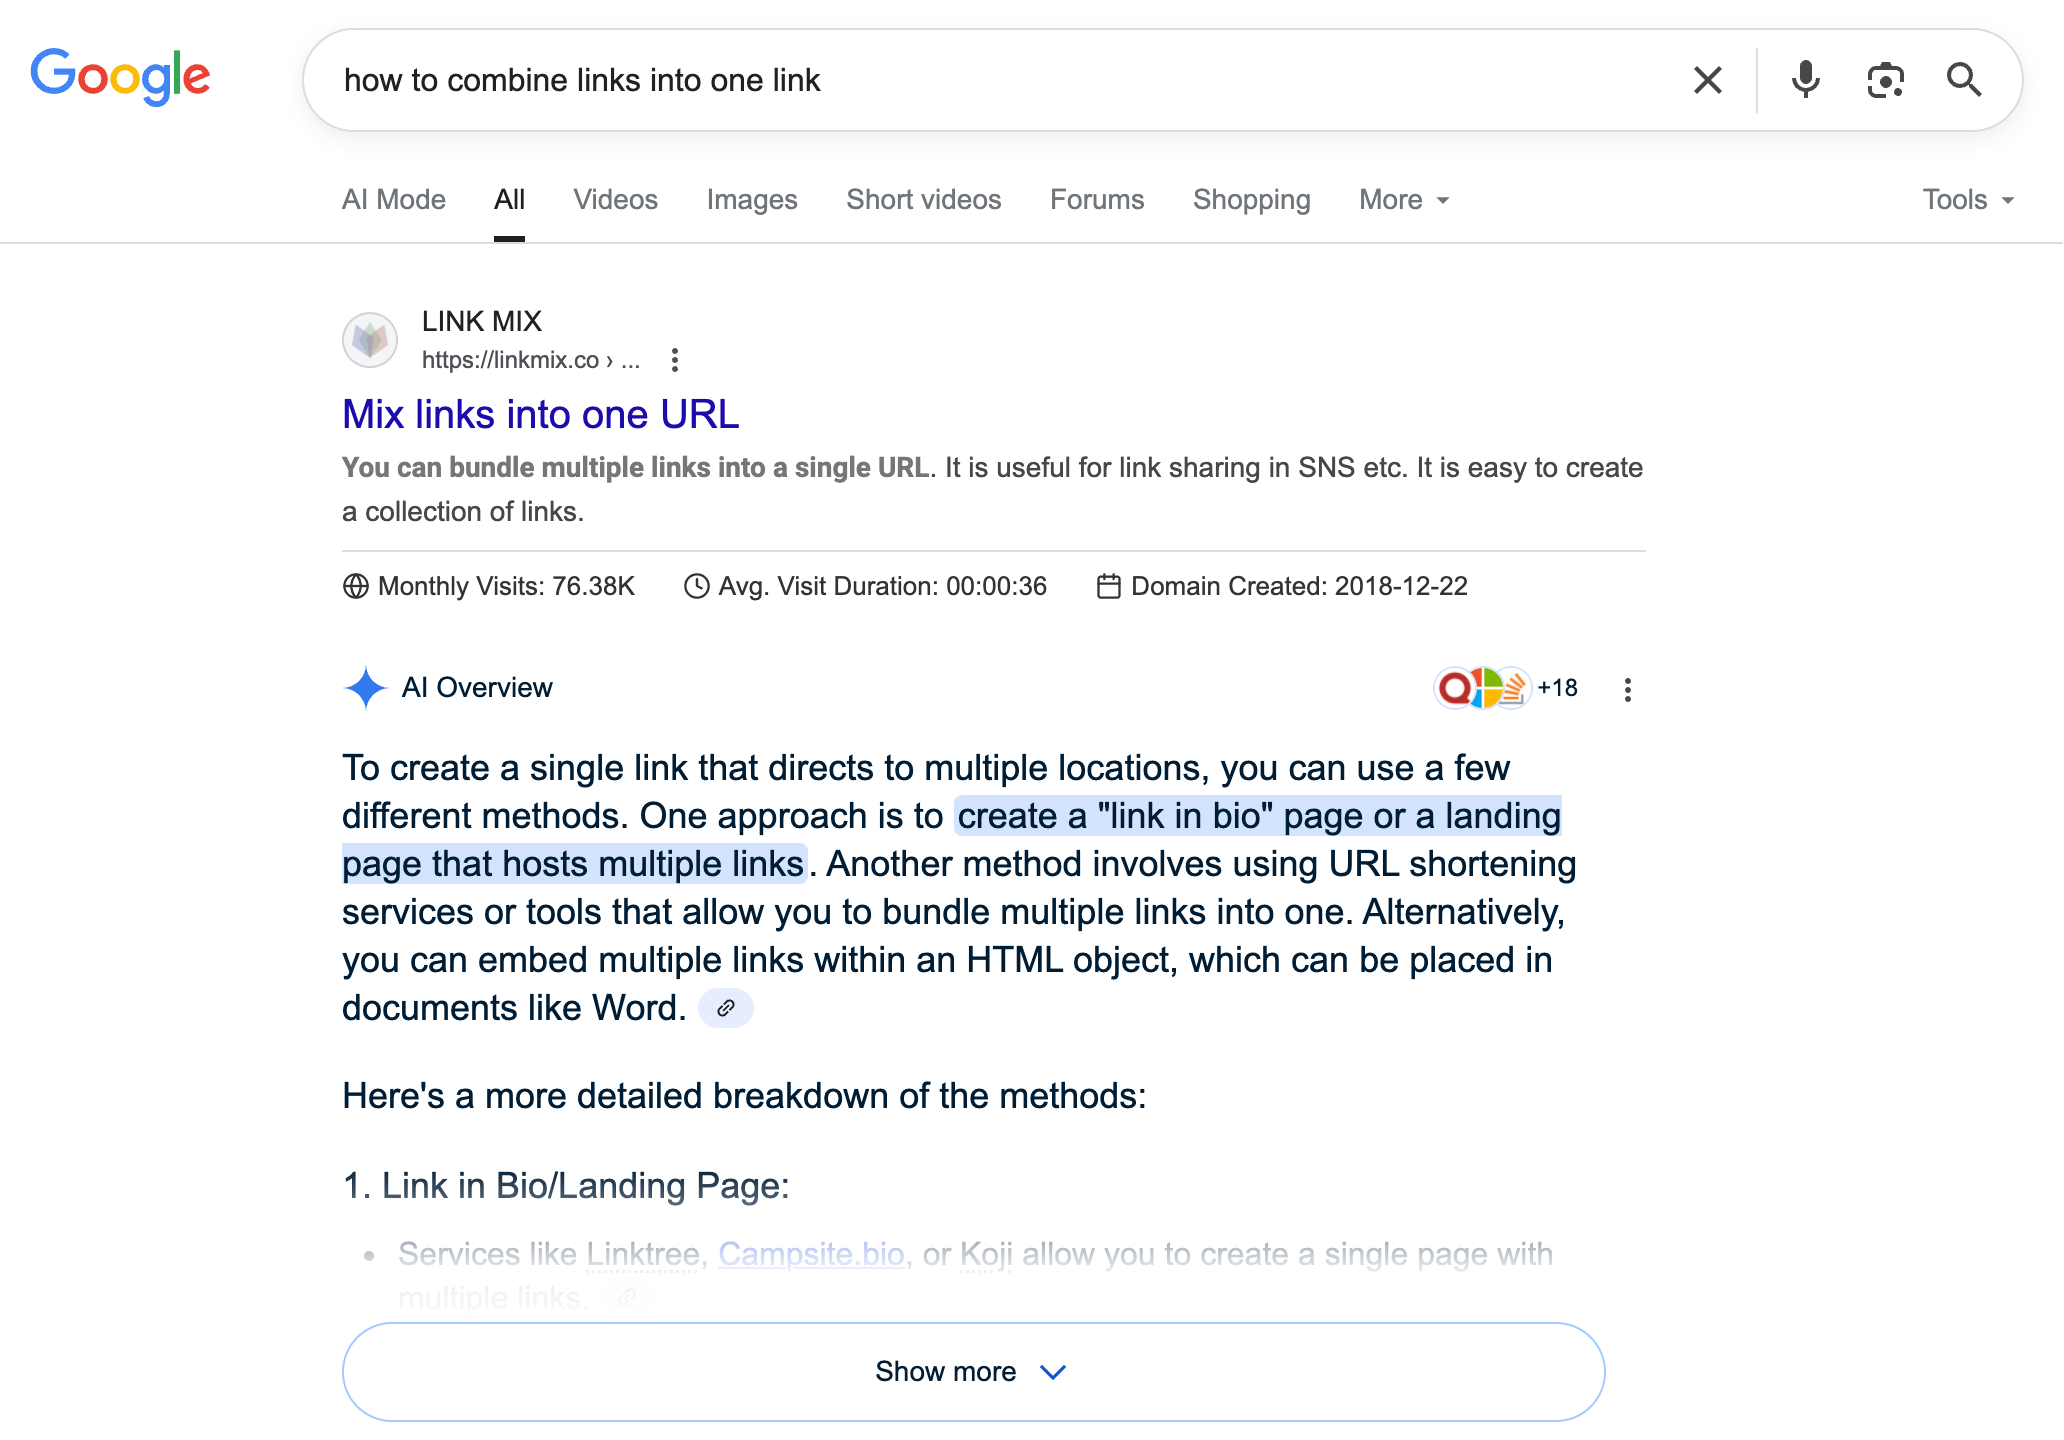 Google
how to combine links into one link
AI Mode All Videos Images Short videos Forums Shopping More Tools
LINK MIX
https://linkmix.co › ...
Mix links into one URL
You can bundle multiple links into a single URL. It is useful for link sharing in SNS etc. It is easy to create
a collection of links.
Monthly Visits: 76.38K Avg. Visit Duration: 00:00:36 Domain Created: 2018-12-22
AI Overview +18
To create a single link that directs to multiple locations, you can use a few
different methods. One approach is to create a "link in bio" page or a landing
page that hosts multiple links. Another method involves using URL shortening
services or tools that allow you to bundle multiple links into one. Alternatively,
you can embed multiple links within an HTML object, which can be placed in
documents like Word.
Here's a more detailed breakdown of the methods:
1. Link in Bio/Landing Page:
• Services like Linktree, Campsite.bio, or Koji allow you to create a single page with
multiple links.
Show more